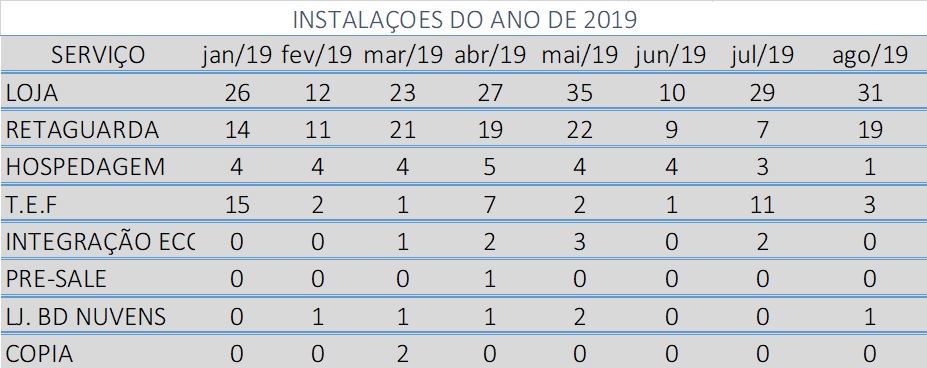 INSTALAÇOES DO ANO DE 2019
SERVIÇO jan/19 fev/19 mar/19 abr/19 mai/19 jun/19 jul/19 ago/19
LOJA 26 12 23 27 35 10 29 31
RETAGUARDA 14 11 21 19 22 9 7 19
HOSPEDAGEM 4 4 4 5 4 4 3 1
T.E.F 15 2 1 7 2 1 11 3
INTEGRAÇÃO 0 0 1 2 3 0 2 0
PRE-SALE 0 0 0 1 0 0 0 0
LJ. BD NUVENS 0 1 1 1 2 0 0 1
COPIA 0 0 2 0 0 0 0 0